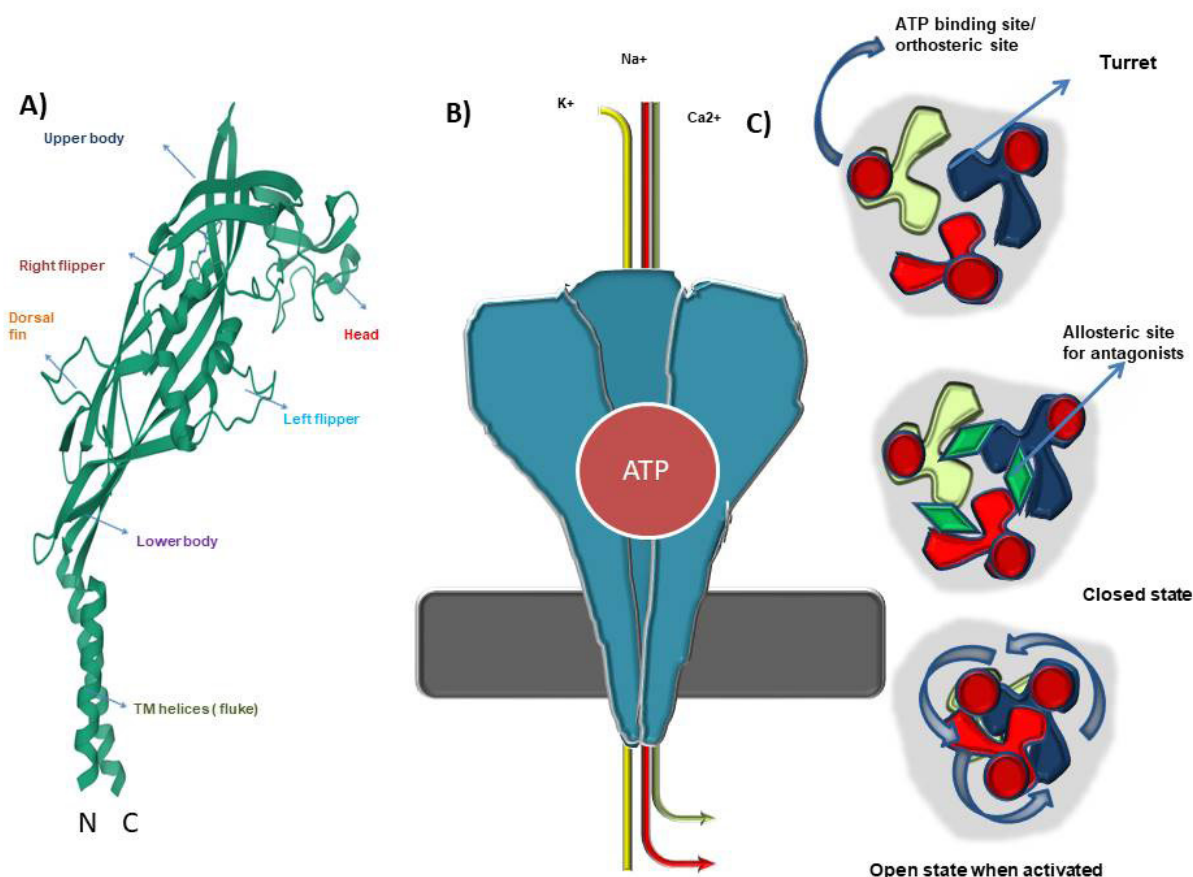 A)
Upper body
Right flipper
Dorsal
fin
Head
Left flipper
Lower body
TM helices ( fluke)
N C
B)
Na+
K+
Ca2+
ATP
C)
ATP binding site/
orthosteric site
Turret
Allosteric site
for antagonists
Closed state
Open state when activated